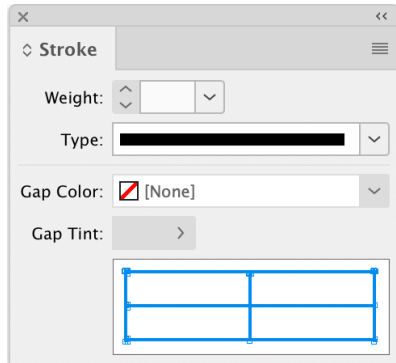 Stroke
Weight:
Type:
Gap Color: [None]
Gap Tint: